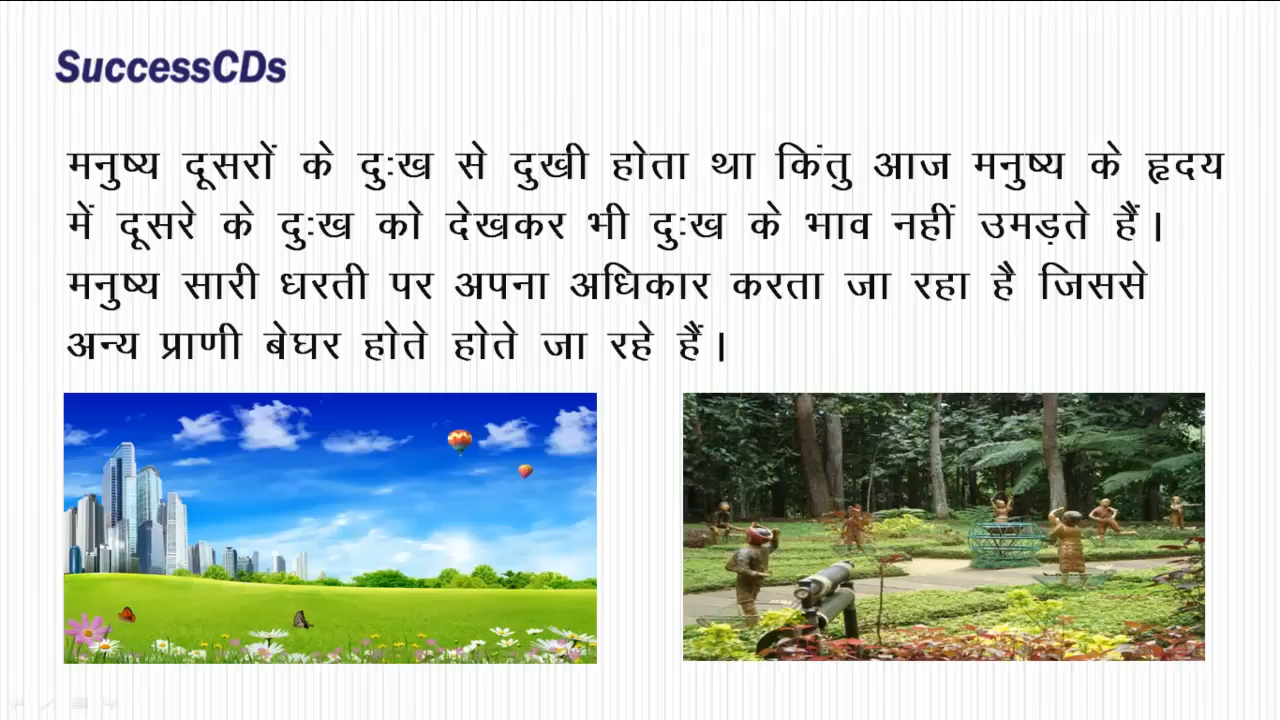 SuccessCDs
मनुष्य दूसरों के दुःख से दुखी होता था किंतु आज मनुष्य के हृदय
में दूसरे के दुःख को देखकर भी दुःख के भाव नहीं उमड़ते हैं।
मनुष्य सारी धरती पर अपना अधिकार करता जा रहा है जिससे
अन्य प्राणी बेघर होते होते जा रहे हैं।